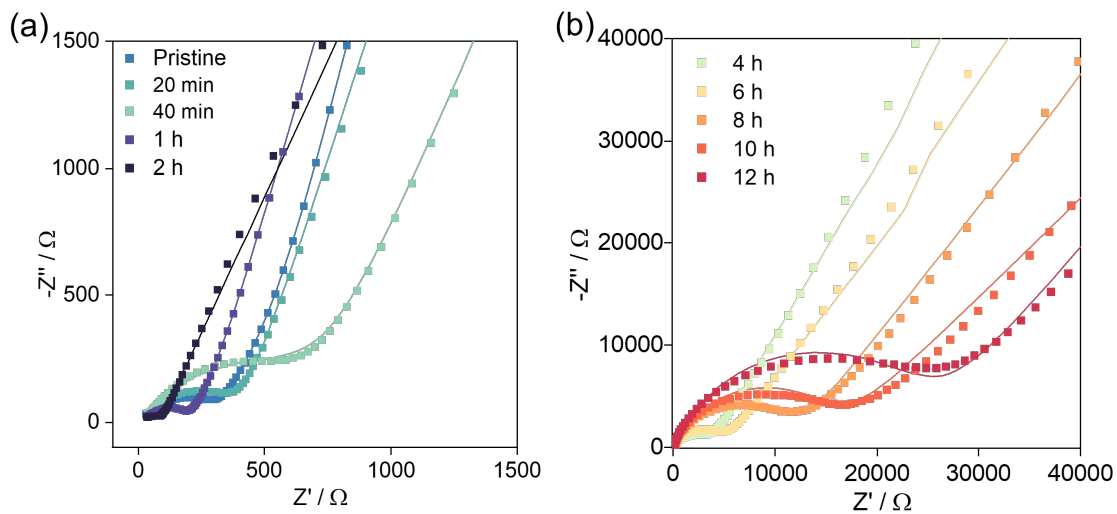 (a)
1500
1000
500
0
-Z" / Ω
Pristine
20 min
40 min
1 h
2 h
0
500
1000
1500
Z' / Ω
(b)
40000
30000
20000
10000
0
-Z" / Ω
4 h
6 h
8 h
10 h
12 h
0
10000
20000
30000
40000
Z' / Ω